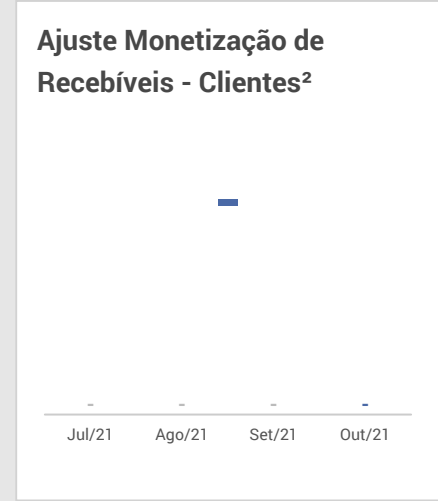 Ajuste Monetização de
Recebíveis - Clientes²
-
- - - -
Jul/21 Ago/21 Set/21 Out/21